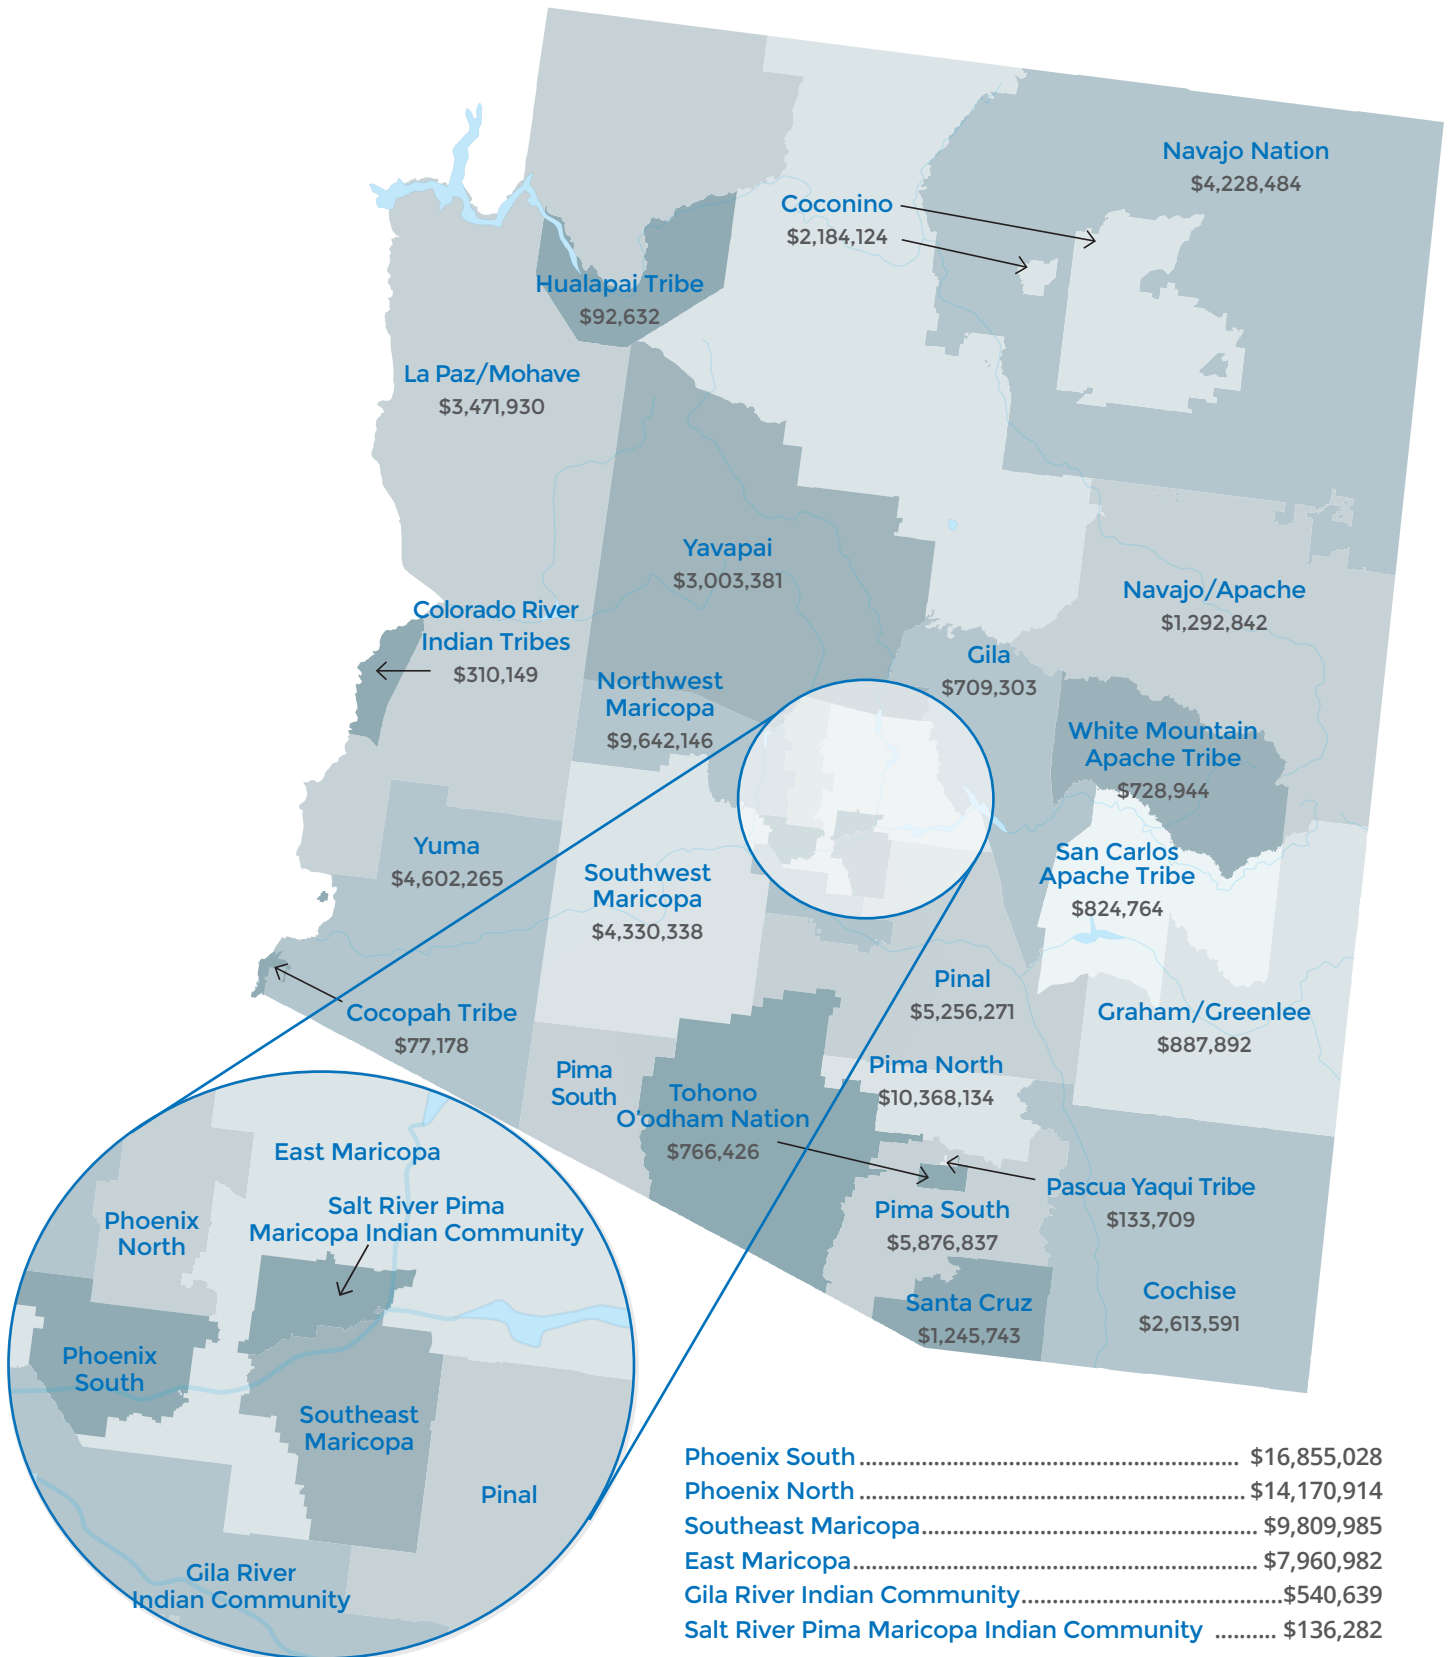 Navajo Nation
$4,228,484
Coconino
$2,184,124
Hualapai Tribe
$92,632
La Paz/Mohave
$3,471,930
Yavapai
$3,003,381
Navajo/Apache
$1,292,842
Colorado River
Indian Tribes
$310,149
Gila
$709,303
Northwest
Maricopa
$9,642,146
White Mountain
Apache Tribe
$728,944
Yuma
$4,602,265
Southwest
Maricopa
$4,330,338
San Carlos
Apache Tribe
$824,764
Pinal
$5,256,271
Cocopah Tribe
$77,178
Graham/Greenlee
$887,892
Pima
South
Tohono
O'odham Nation
$766,426
Pima North
$10,368,134
Pascua Yaqui Tribe
$133,709
Pima South
$5,876,837
Santa Cruz
$1,245,743
Cochise
$2,613,591
East Maricopa
Salt River Pima
Maricopa Indian Community
Phoenix
North
Phoenix
South
Southeast
Maricopa
Pinal
Gila River
Indian Community
Phoenix South ...................................................... $16,855,028
Phoenix North ....................................................... $14,170,914
Southeast Maricopa................................................ $9,809,985
East Maricopa.......................................................... $7,960,982
Gila River Indian Community.....................................$540,639
Salt River Pima Maricopa Indian Community .......... $136,282